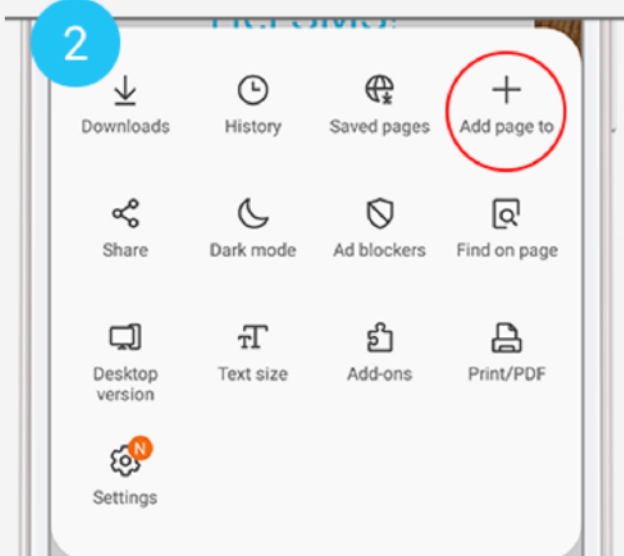 2
Downloads History Saved pages Add page to
Share Dark mode Ad blockers Find on page
Desktop version Text size Add-ons Print/PDF
N
Settings